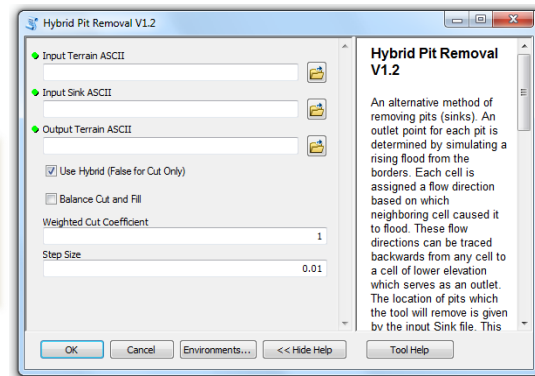 Hybrid Pit Removal V1.2
Input Terrain ASCII
Input Sink ASCII
Output Terrain ASCII
Use Hybrid (False for Cut Only)
Balance Cut and Fill
Weighted Cut Coefficient
1
Step Size
0.01
OK
Cancel
Environments...
<< Hide Help
Hybrid Pit Removal
V1.2
An alternative method of
removing pits (sinks). An
outlet point for each pit is
determined by simulating a
rising flood from the
borders. Each cell is
assigned a flow direction
based on which
neighboring cell caused it
to flood. These flow
directions can be traced
backwards from any cell to
a cell of lower elevation
which serves as an outlet.
The location of pits which
the tool will remove is given
by the input Sink file. This
Tool Help